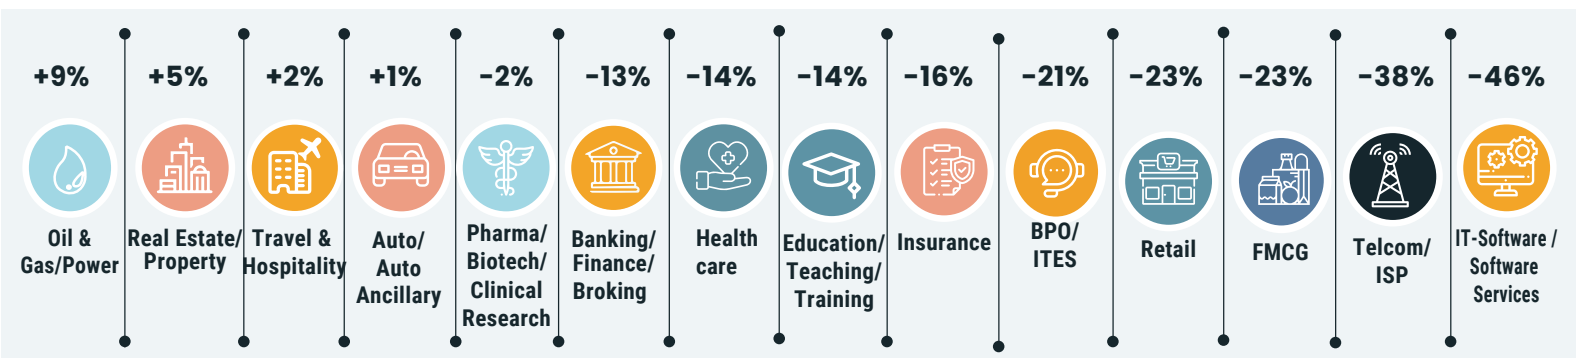 +9%
Oil &
Gas/Power
+5%
Real Estate/
Property
+2%
Travel &
Hospitality
+1%
Auto/
Auto
Ancillary
-2%
Pharma/
Biotech/
Clinical
Research
-13%
Banking/
Finance/
Broking
-14%
Health
care
-14%
Education/
Teaching/
Training
-16%
Insurance
-21%
BPO/
ITES
-23%
Retail
-23%
FMCG
-38%
Telcom/
ISP
-46%
IT-Software /
Software
Services